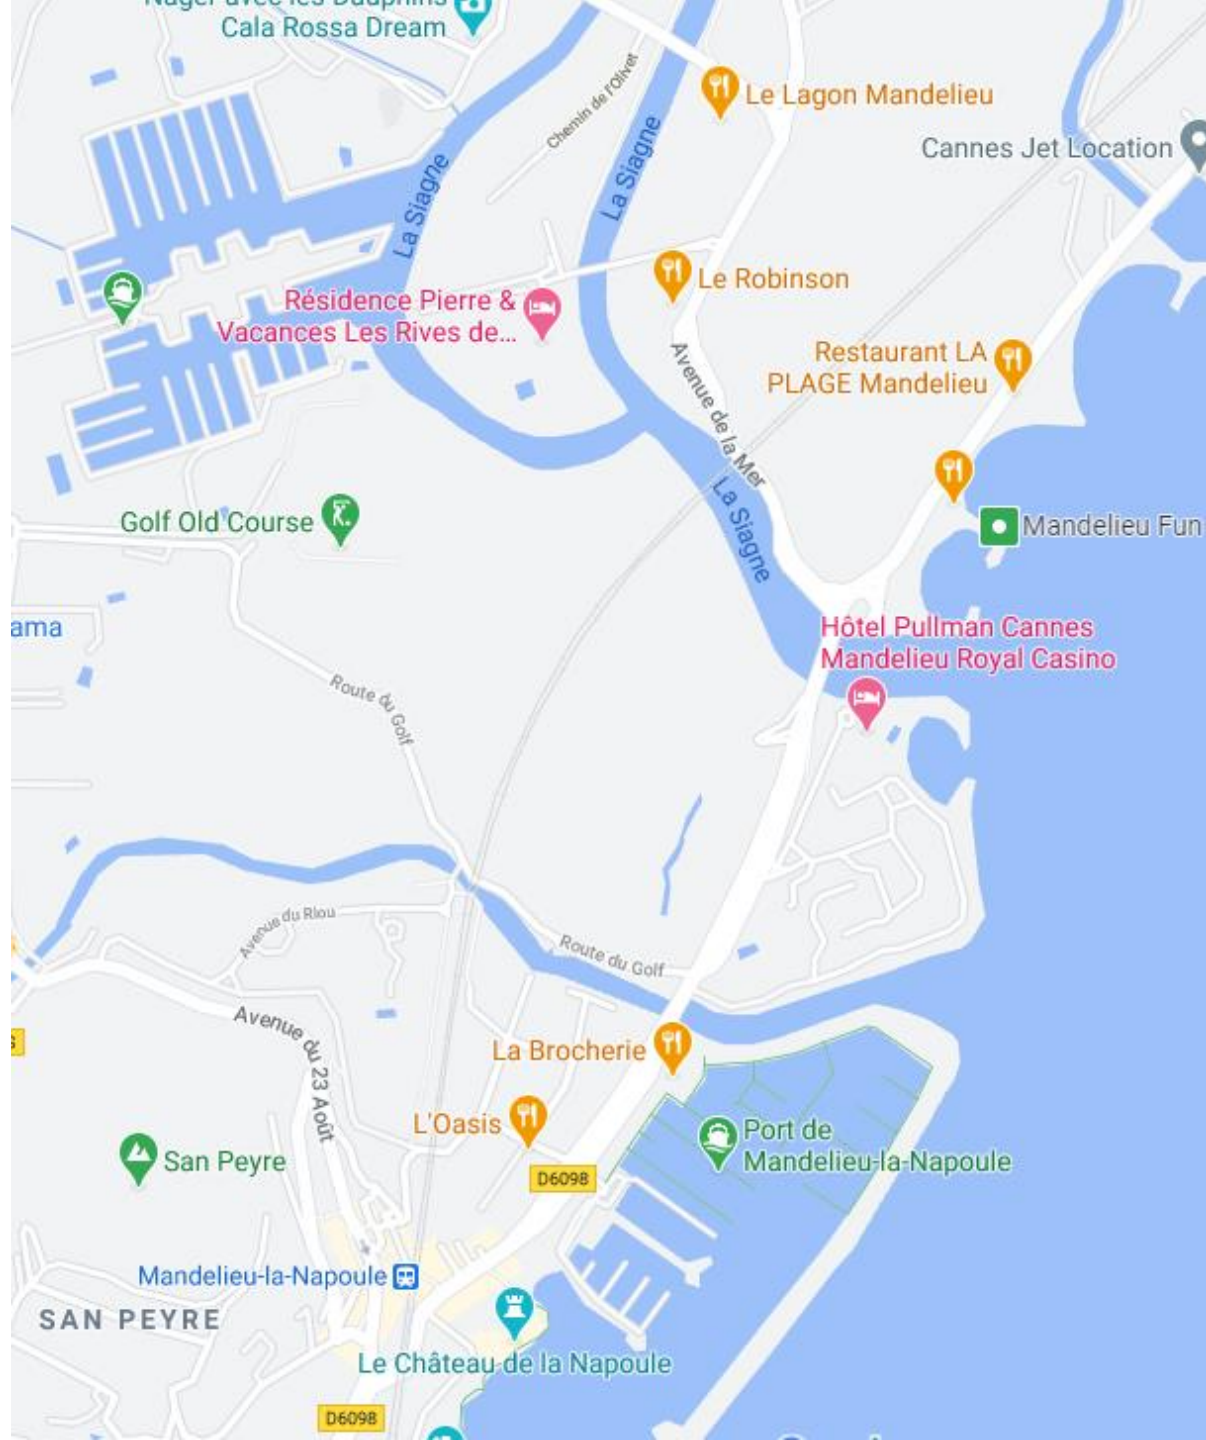 Nager avec les Dauphins
Cala Rossa Dream
Chemin de l'Olivet
Le Lagon Mandelieu
Cannes Jet Location
La Siagne
La Siagne
Le Robinson
Résidence Pierre &
Vacances Les Rives de...
Restaurant LA
PLAGE Mandelieu
Avenue de la Mer
La Siagne
Golf Old Course
Mandelieu Fun
ama
Hôtel Pullman Cannes
Mandelieu Royal Casino
Route du Golf
Avenue du Riou
Route du Golf
Avenue du 23 Août
La Brocherie
L'Oasis
Port de
Mandelieu-la-Napoule
San Peyre
D6098
Mandelieu-la-Napoule
SAN PEYRE
Le Château de la Napoule
D6098